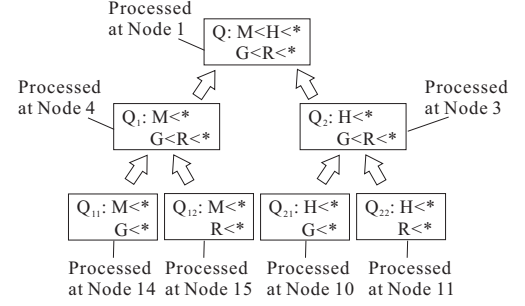 Processed
at Node 1
Q: M<H<*
G<R<*
Processed
at Node 4
Q₁: M<*
G<R<*
Q₂: H<*
G<R<*
Processed
at Node 3
Q₁₁: M<*
G<*
Q₁₂: M<*
R<*
Q₂₁: H<*
G<*
Q₂₂: H<*
R<*
Processed
at Node 14
Processed
at Node 15
Processed
at Node 10
Processed
at Node 11